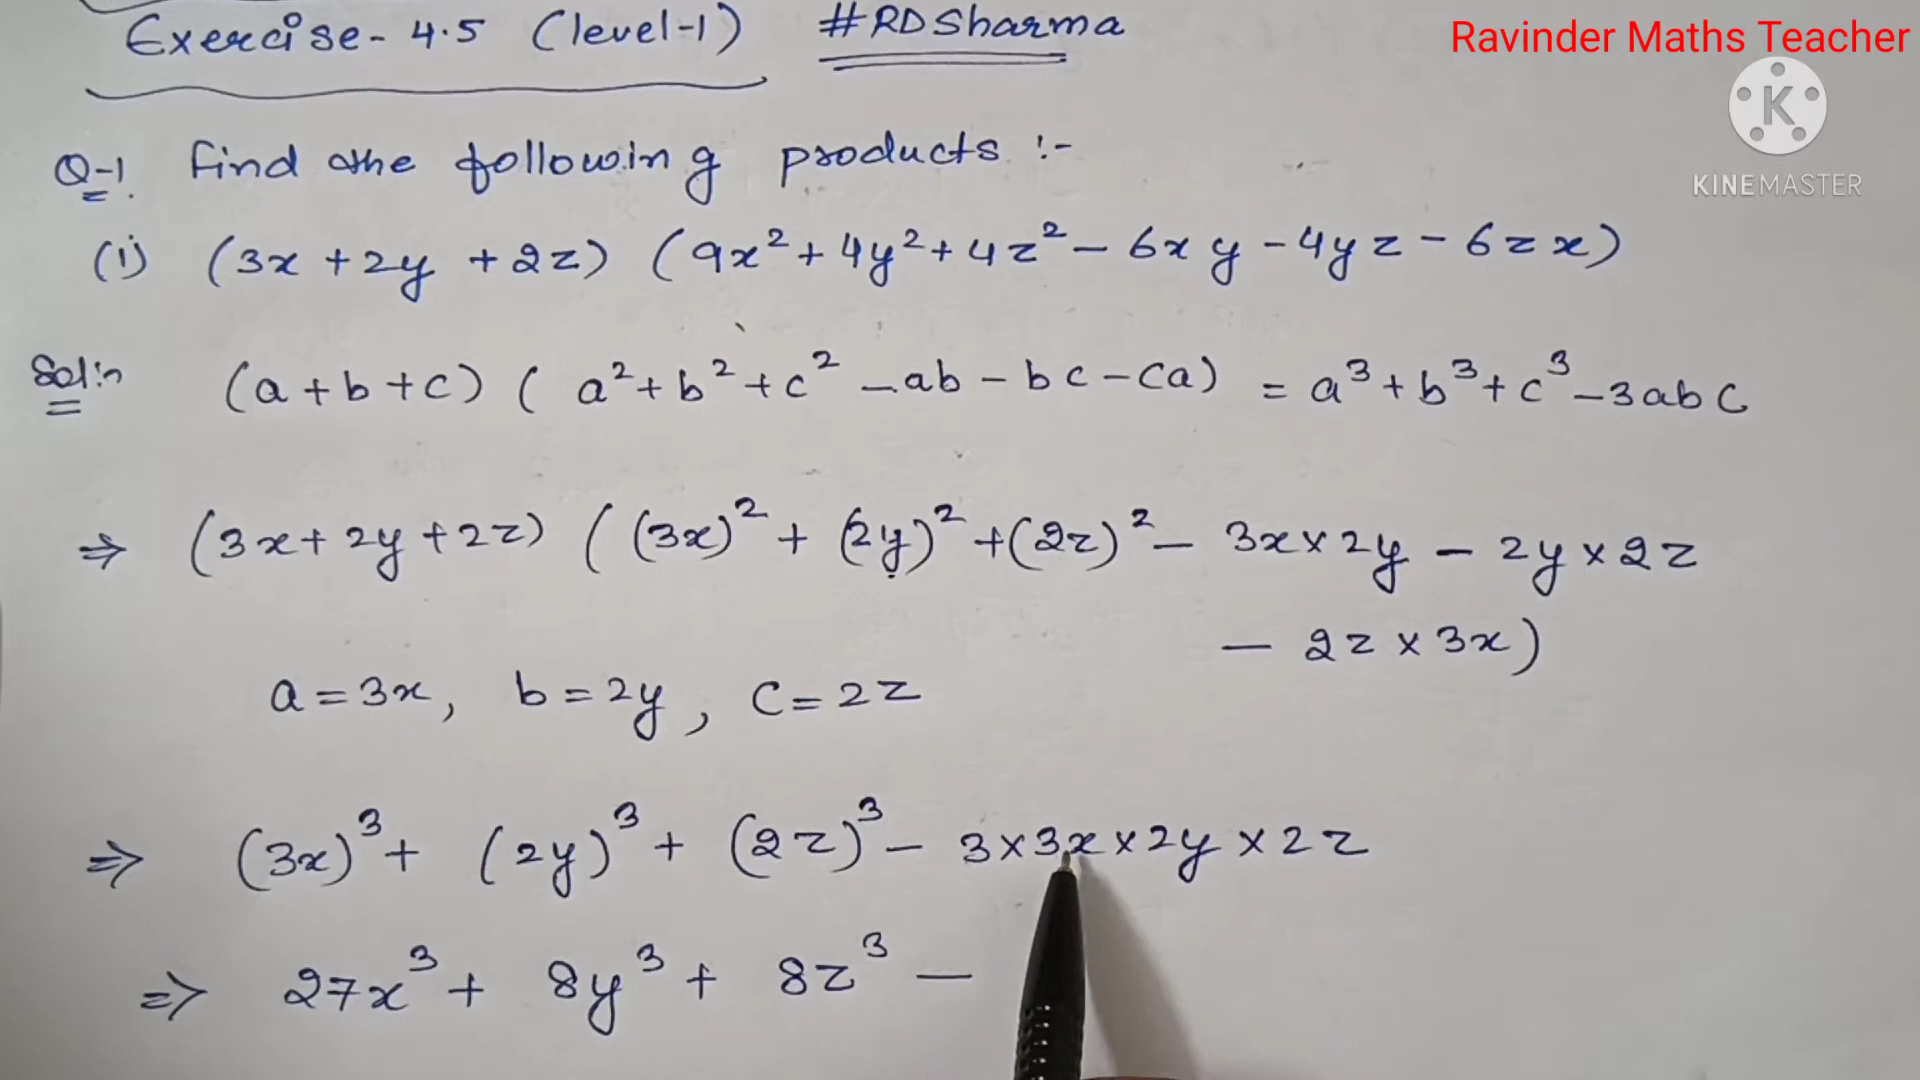 Exercise - 4.5 (level-1) #RDSharma
Ravinder Maths Teacher
K
KINEMASTER
Q-1. Find the following products :-
(i) (3x + 2y + 2z) (9x² + 4y² + 4z² - 6xy - 4yz - 6zx)
Sol:n (a+b+c) (a²+b²+c² - ab - bc - ca) = a³+b³+c³-3abc
⇒ (3x+2y+2z) ((3x)² + (2y)² + (2z)² - 3x×2y - 2y×2z
- 2z×3x)
a=3x, b=2y, c=2z
⇒ (3x)³ + (2y)³ + (2z)³ - 3×3x×2y×2z
⇒ 27x³ + 8y³ + 8z³ -